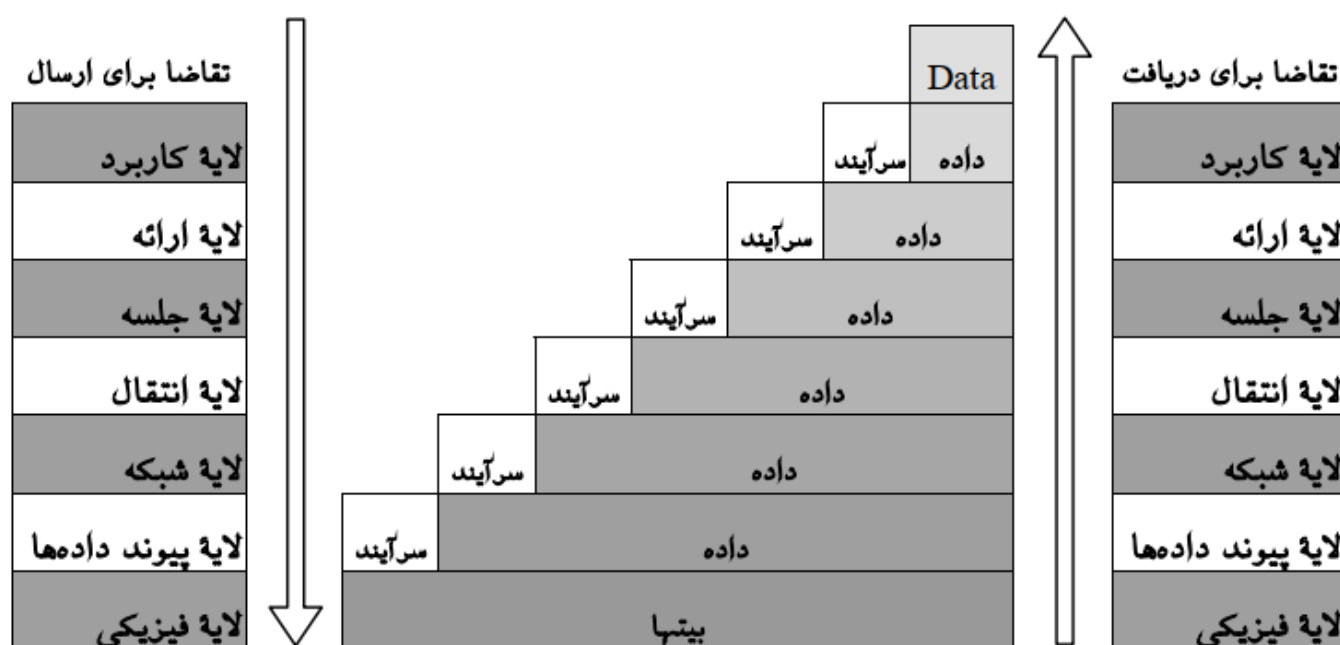 Data
تقاضا برای دریافت
تقاضا برای ارسال
لایهٔ کاربرد
داده
سرآیند
لایهٔ کاربرد
لایهٔ ارائه
داده
سرآیند
لایهٔ ارائه
لایهٔ جلسه
داده
سرآیند
لایهٔ جلسه
لایهٔ انتقال
داده
سرآیند
لایهٔ انتقال
لایهٔ شبکه
داده
سرآیند
لایهٔ شبکه
لایهٔ پیوند داده‌ها
داده
سرآیند
لایهٔ پیوند داده‌ها
لایهٔ فیزیکی
بیتها
لایهٔ فیزیکی